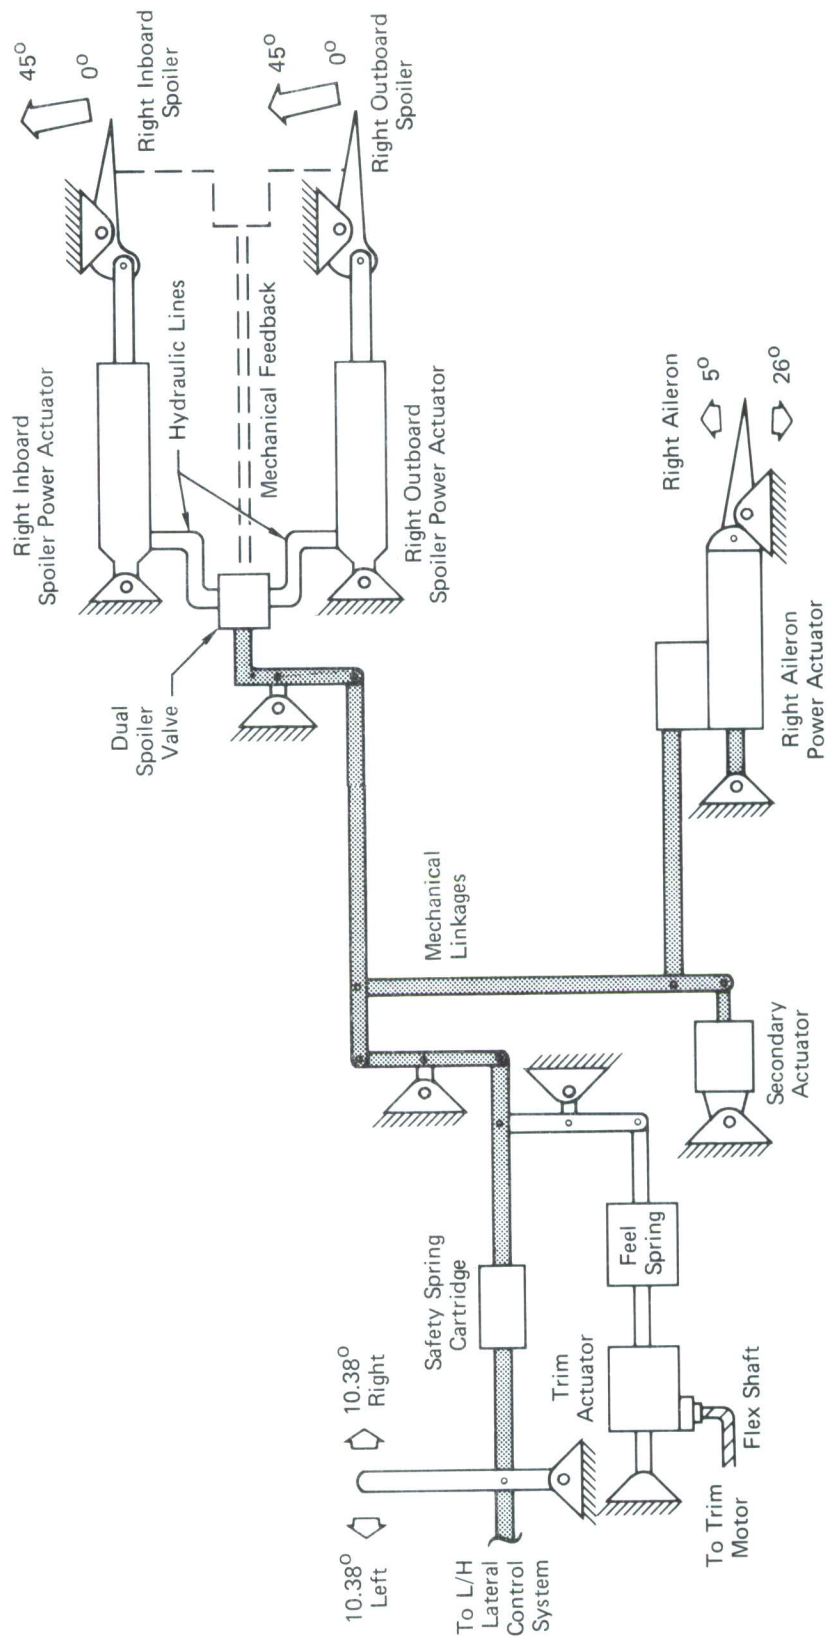 45°
0°
Right Inboard
Spoiler
45°
0°
Right Outboard
Spoiler
Right Inboard
Spoiler Power Actuator
Hydraulic Lines
Mechanical Feedback
Right Outboard
Spoiler Power Actuator
Dual
Spoiler
Valve
Right Aileron
5°
26°
Right Aileron
Power Actuator
Mechanical
Linkages
Secondary
Actuator
Safety Spring
Cartridge
Feel
Spring
10.38°
Right
10.38°
Left
Trim
Actuator
Flex Shaft
To Trim
Motor
To L/H
Lateral
Control
System